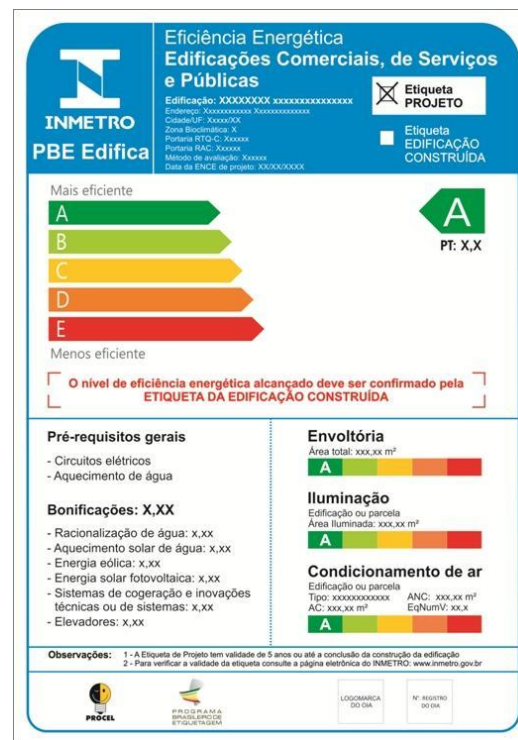 INMETRO
PBE Edifica
Eficiência Energética
Edificações Comerciais, de Serviços
e Públicas
Edificação: XXXXXXXX xxxxxxxxxxxxxxx
Endereço: Xxxxxxxxxxx Xxxxxxxxxxxxx
Cidade/UF: Xxxxx/XX
Zona Bioclimática: X
Portaria RTQ-C: Xxxxxx
Portaria RAC: Xxxxxx
Método de avaliação: Xxxxxx
Data da ENCE de projeto: XX/XX/XXXX
Etiqueta
PROJETO
Etiqueta
EDIFICAÇÃO
CONSTRUÍDA
Mais eficiente
A
B
C
D
E
Menos eficiente
A
PT: X,X
O nível de eficiência energética alcançado deve ser confirmado pela
ETIQUETA DA EDIFICAÇÃO CONSTRUÍDA
Pré-requisitos gerais
- Circuitos elétricos
- Aquecimento de água
Bonificações: X,XX
- Racionalização de água: x,xx
- Aquecimento solar de água: x,xx
- Energia eólica: x,xx
- Energia solar fotovoltaica: x,xx
- Sistemas de cogeração e inovações
técnicas ou de sistemas: x,xx
- Elevadores: x,xx
Envoltória
Área total: xxx,xx m²
A
Iluminação
Edificação ou parcela
Área Iluminada: xxx,xx m²
A
Condicionamento de ar
Edificação ou parcela
Tipo: xxxxxxxxxxxx ANC: xxx,xx m²
AC: xxx,xx m² EqNumV: xx,x
A
Observações: 1 - A Etiqueta de Projeto tem validade de 5 anos ou até a conclusão da construção da edificação
2 - Para verificar a validade da etiqueta consulte a página eletrônica do INMETRO: www.inmetro.gov.br
PROCEL
PROGRAMA
BRASILEIRO DE
ETIQUETAGEM
LOGOMARCA
DO OIA
Nº. REGISTRO
DO OIA